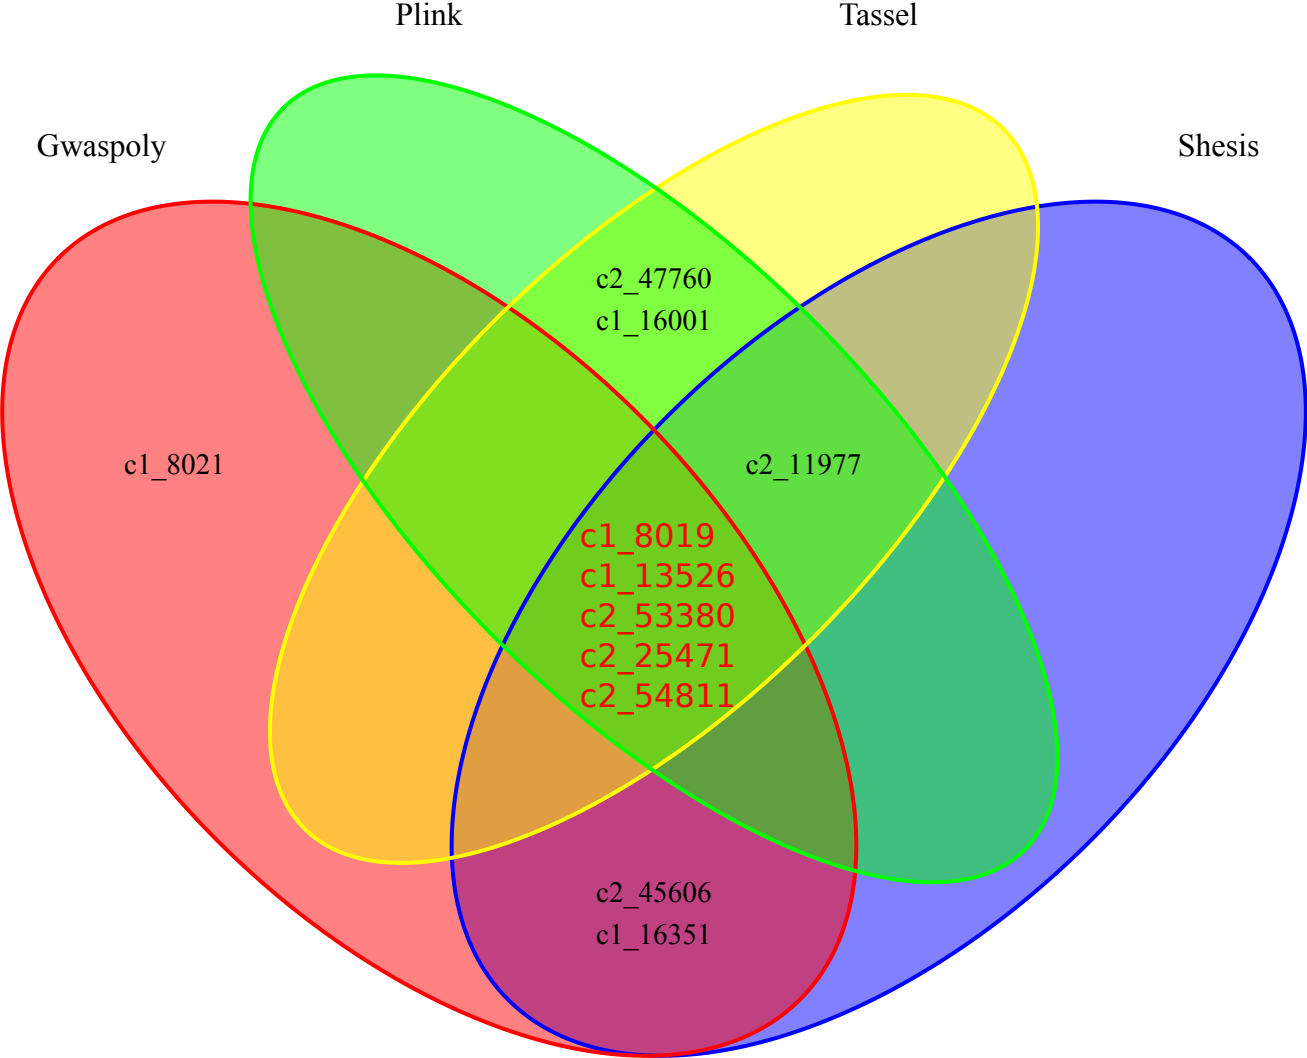 Plink
Tassel
Gwaspoly
Shesis
c2_47760
c1_16001
c1_8021
c2_11977
c1_8019
c1_13526
c2_53380
c2_25471
c2_54811
c2_45606
c1_16351